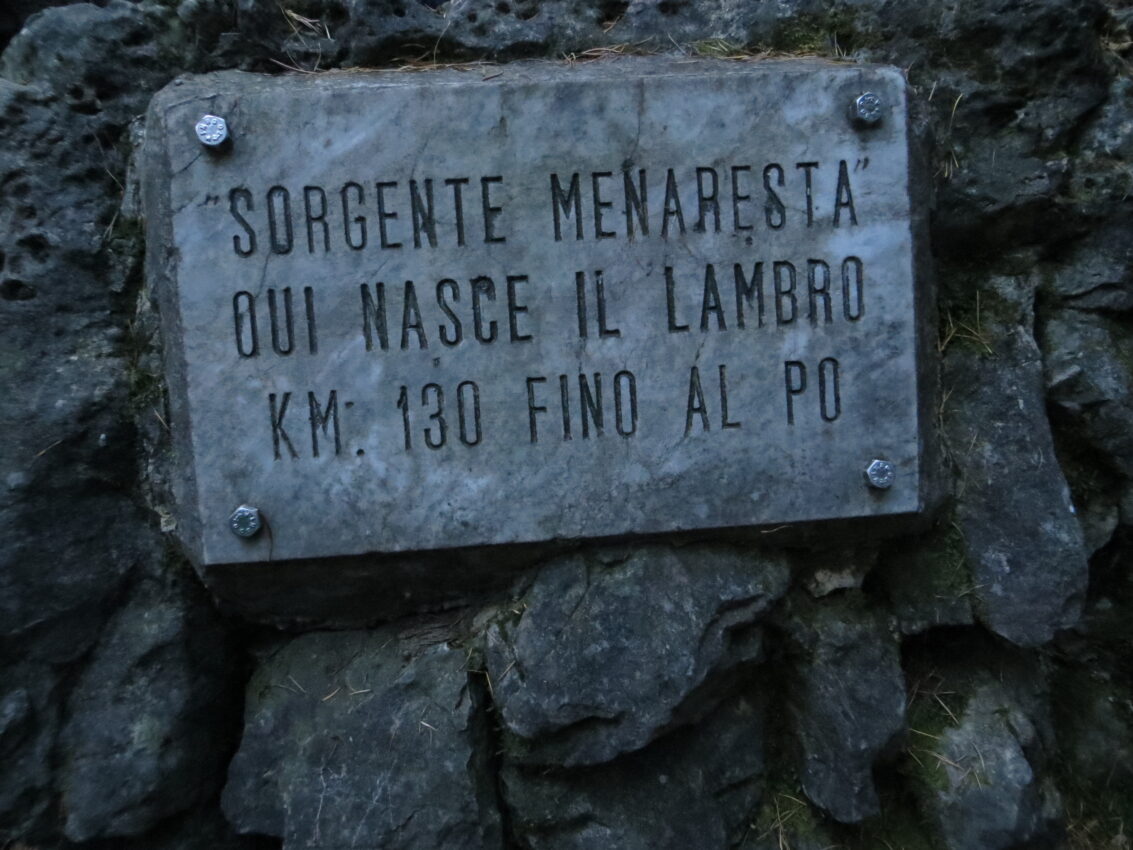 "SORGENTE MENARESTA"
QUI NASCE IL LAMBRO
KM. 130 FINO AL PO